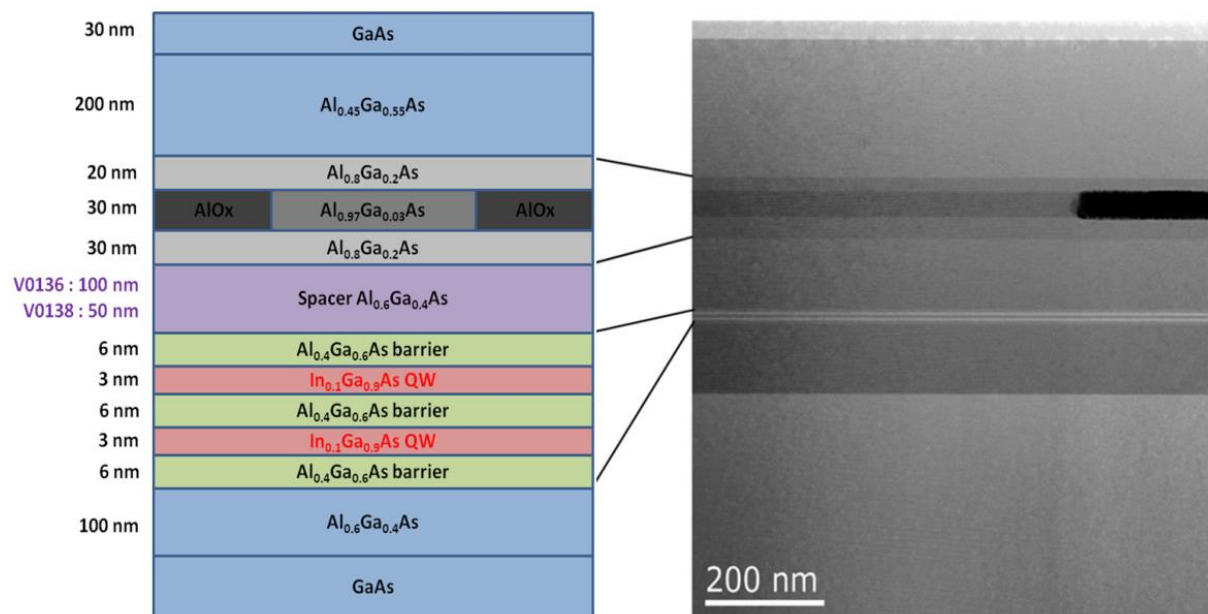 30 nm GaAs
200 nm Al₀.₄₅Ga₀.₅₅As
20 nm Al₀.₈Ga₀.₂As
30 nm AlOx Al₀.₉₇Ga₀.₀₃As AlOx
30 nm Al₀.₈Ga₀.₂As
V0136 : 100 nm
V0138 : 50 nm
Spacer Al₀.₆Ga₀.₄As
6 nm Al₀.₄Ga₀.₆As barrier
3 nm In₀.₁Ga₀.₉As QW
6 nm Al₀.₄Ga₀.₆As barrier
3 nm In₀.₁Ga₀.₉As QW
6 nm Al₀.₄Ga₀.₆As barrier
100 nm Al₀.₆Ga₀.₄As
GaAs
200 nm